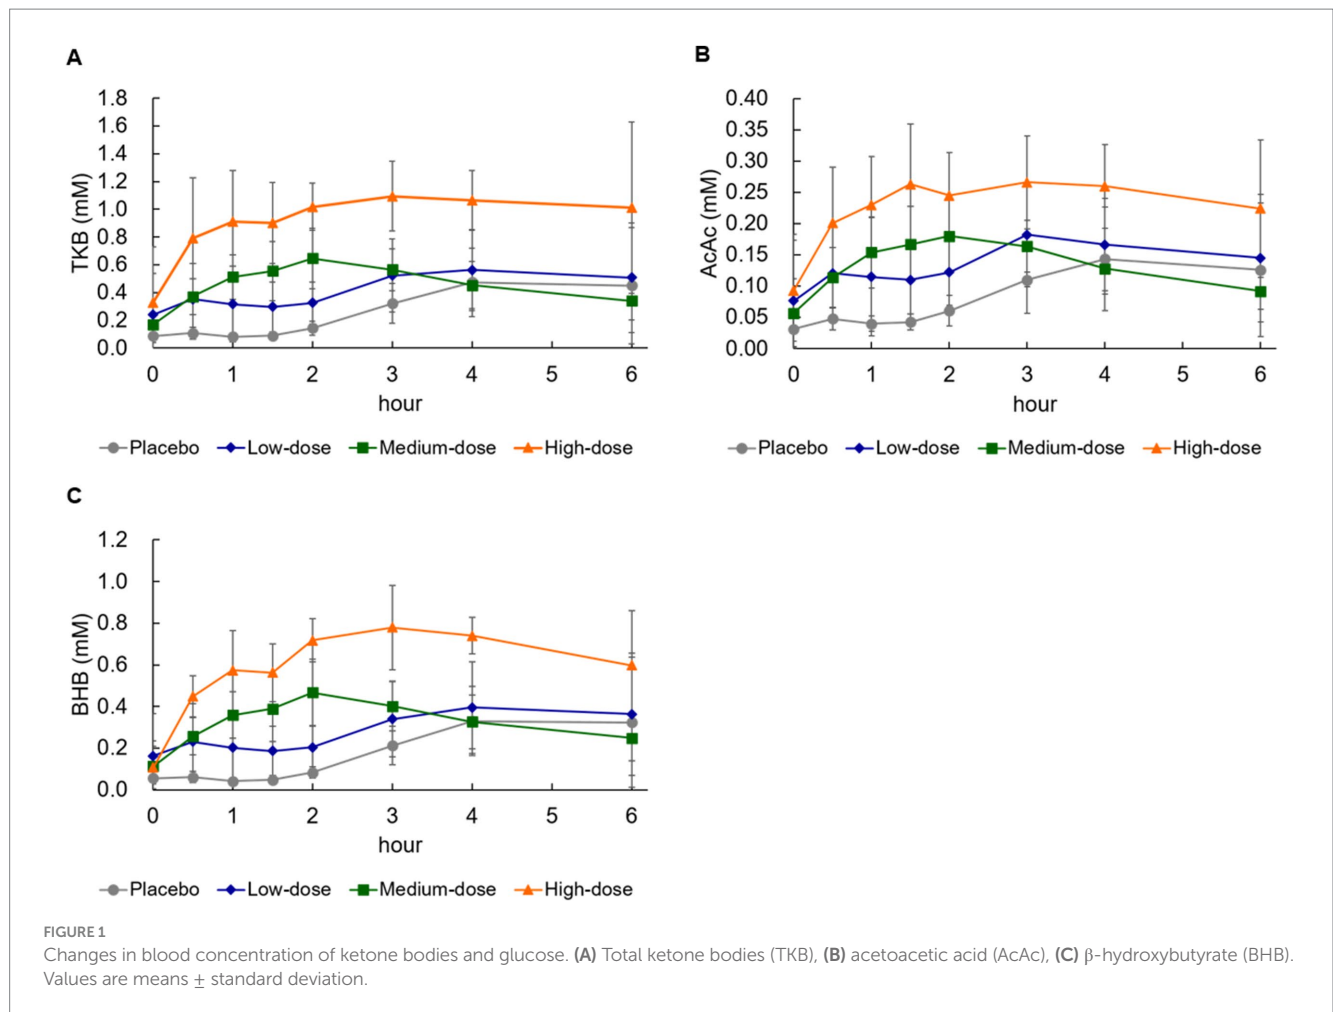 A
TKB (mM)
1.8
1.6
1.4
1.2
1.0
0.8
0.6
0.4
0.2
0.0
0 1 2 3 4 5 6
hour
Placebo Low-dose Medium-dose High-dose
B
AcAc (mM)
0.40
0.35
0.30
0.25
0.20
0.15
0.10
0.05
0.00
0 1 2 3 4 5 6
hour
Placebo Low-dose Medium-dose High-dose
C
BHB (mM)
1.2
1.0
0.8
0.6
0.4
0.2
0.0
0 1 2 3 4 5 6
hour
Placebo Low-dose Medium-dose High-dose
FIGURE 1
Changes in blood concentration of ketone bodies and glucose. (A) Total ketone bodies (TKB), (B) acetoacetic acid (AcAc), (C) β-hydroxybutyrate (BHB).
Values are means ± standard deviation.